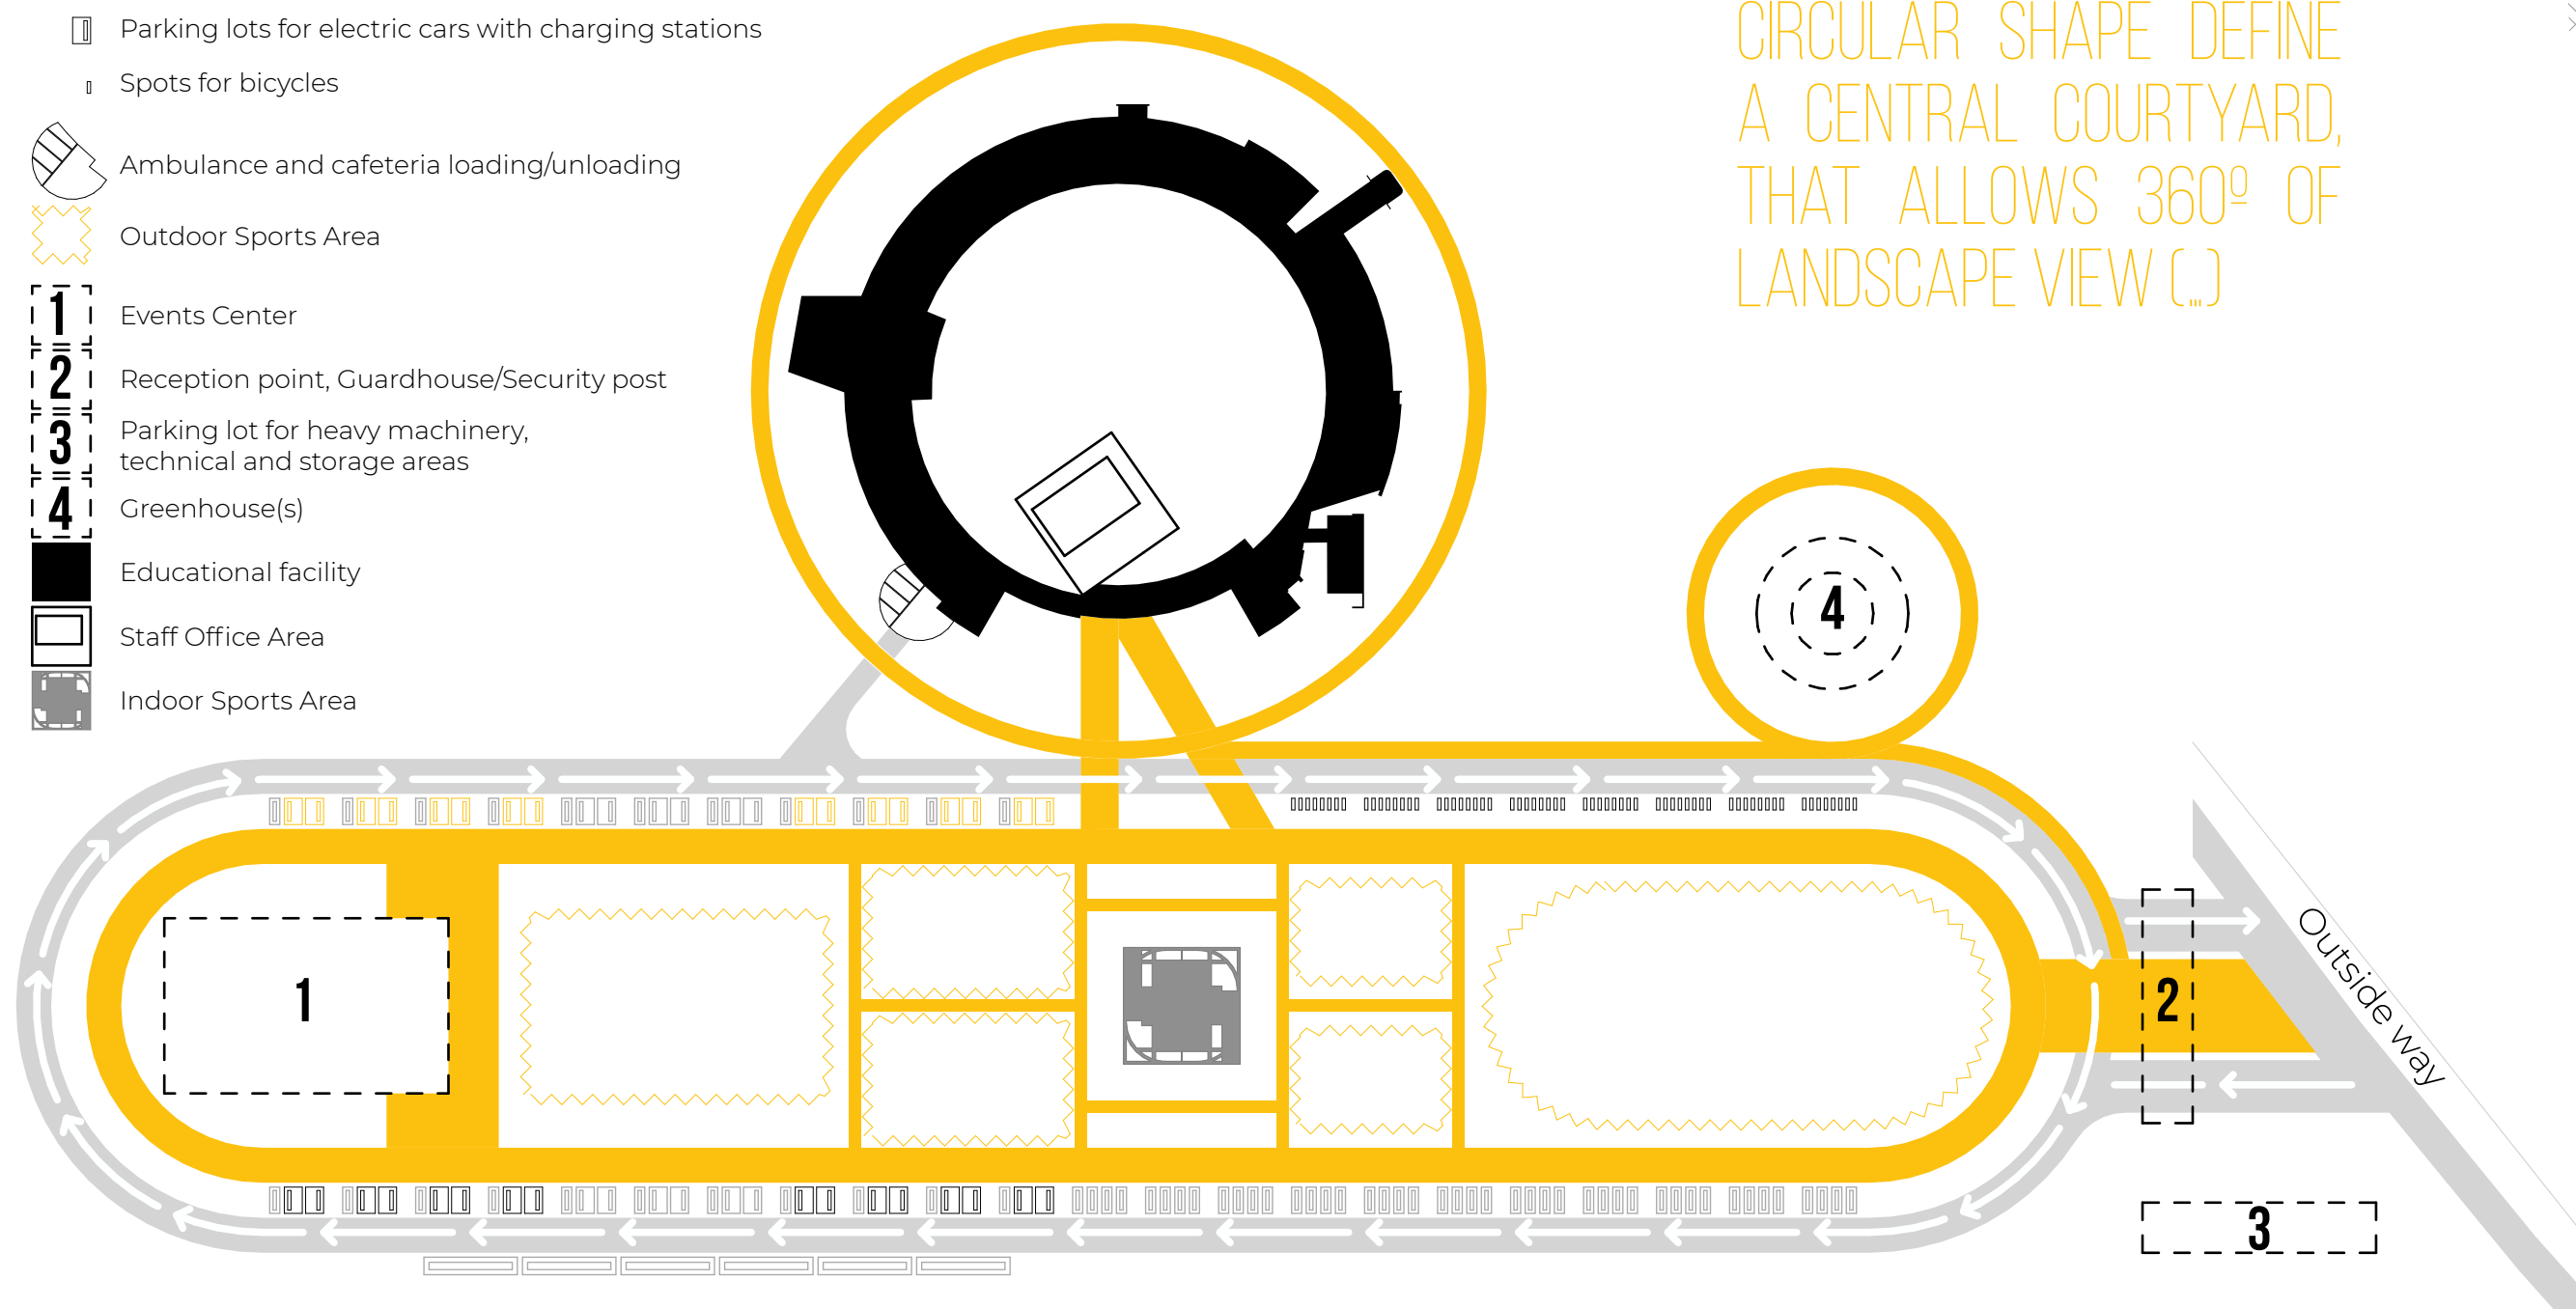 Parking lots for electric cars with charging stations
Spots for bicycles
Ambulance and cafeteria loading/unloading
Outdoor Sports Area
1 Events Center
2 Reception point, Guardhouse/Security post
3 Parking lot for heavy machinery,
technical and storage areas
4 Greenhouse(s)
Educational facility
Staff Office Area
Indoor Sports Area
CIRCULAR SHAPE DEFINE
A CENTRAL COURTYARD,
THAT ALLOWS 360º OF
LANDSCAPE VIEW (...)
4
1
2
Outside way
3